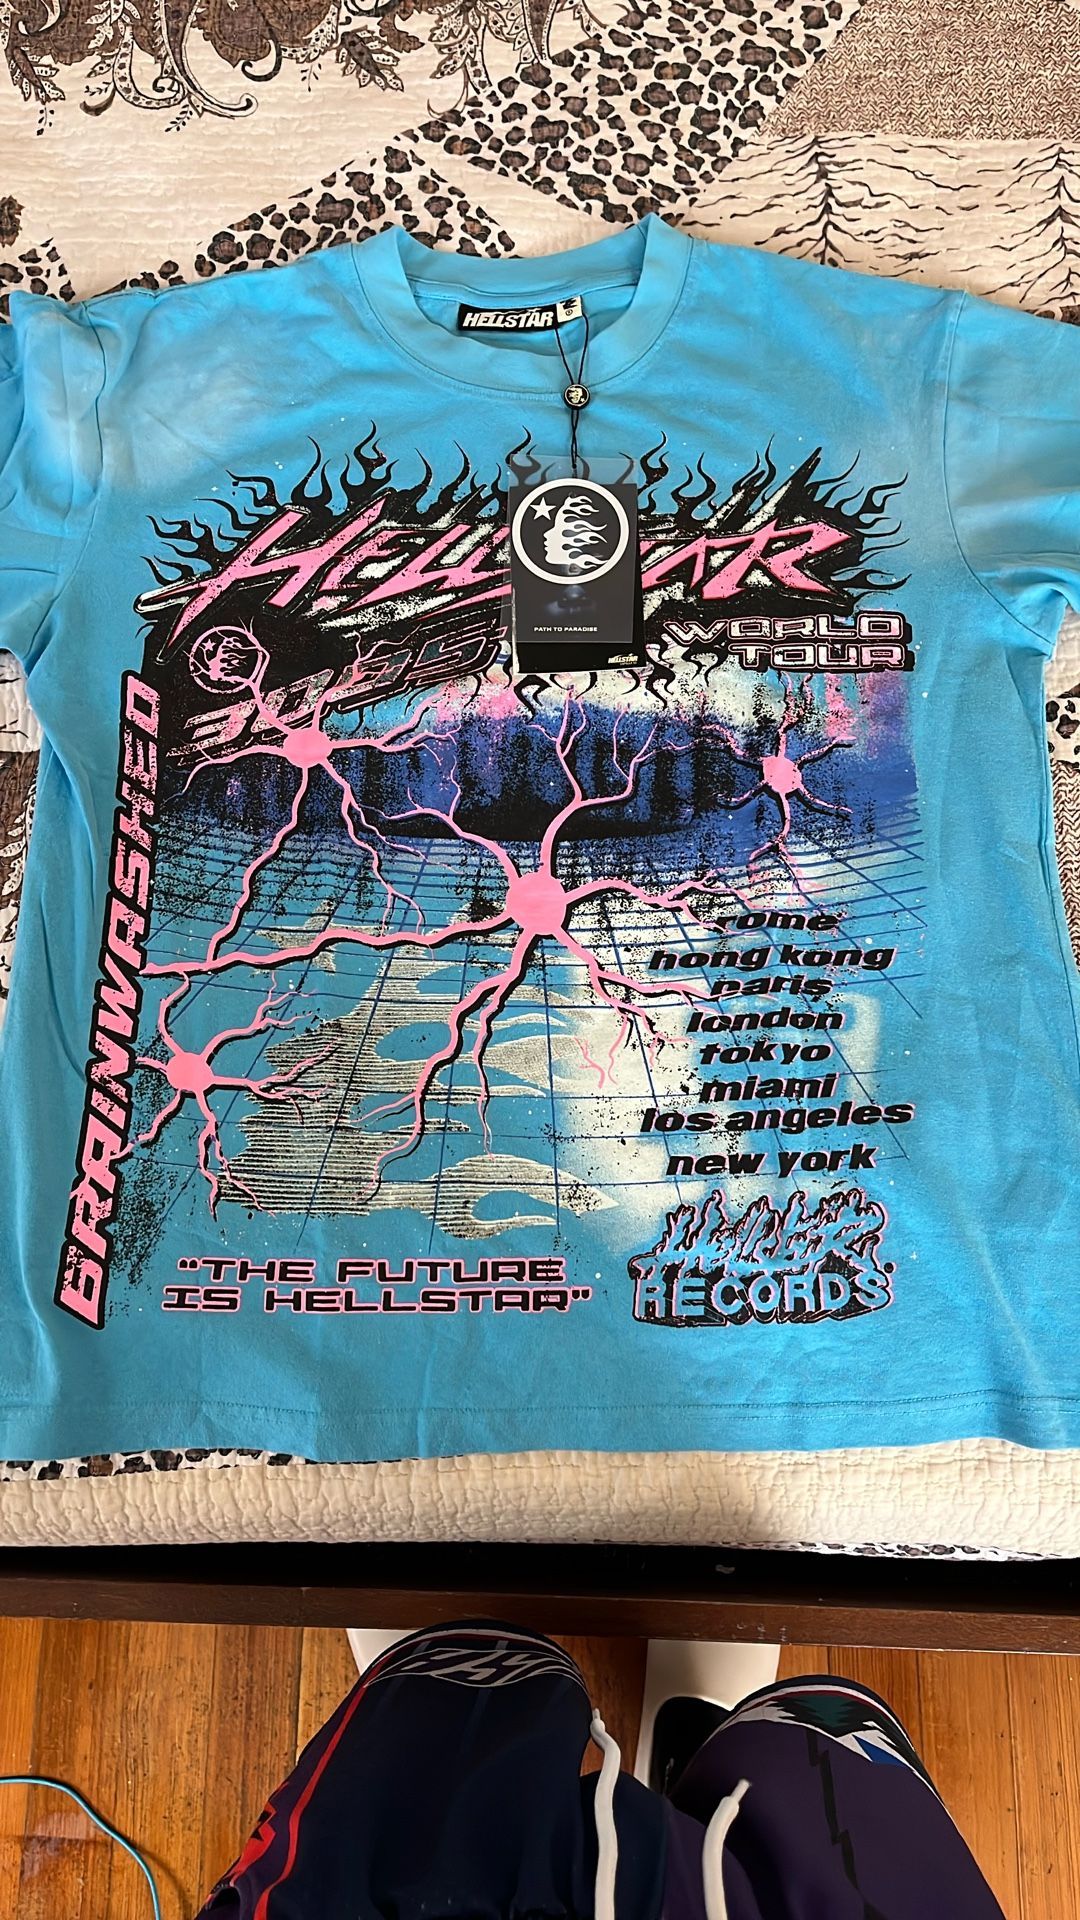 HELLSTAR
M
HELLSTAR
PATH TO PARADISE
HELLSTAR
WORLD
TOUR
BRAINWASHED
rome
hong kong
paris
london
tokyo
miami
los angeles
new york
"THE FUTURE
IS HELLSTAR"
RECORDS